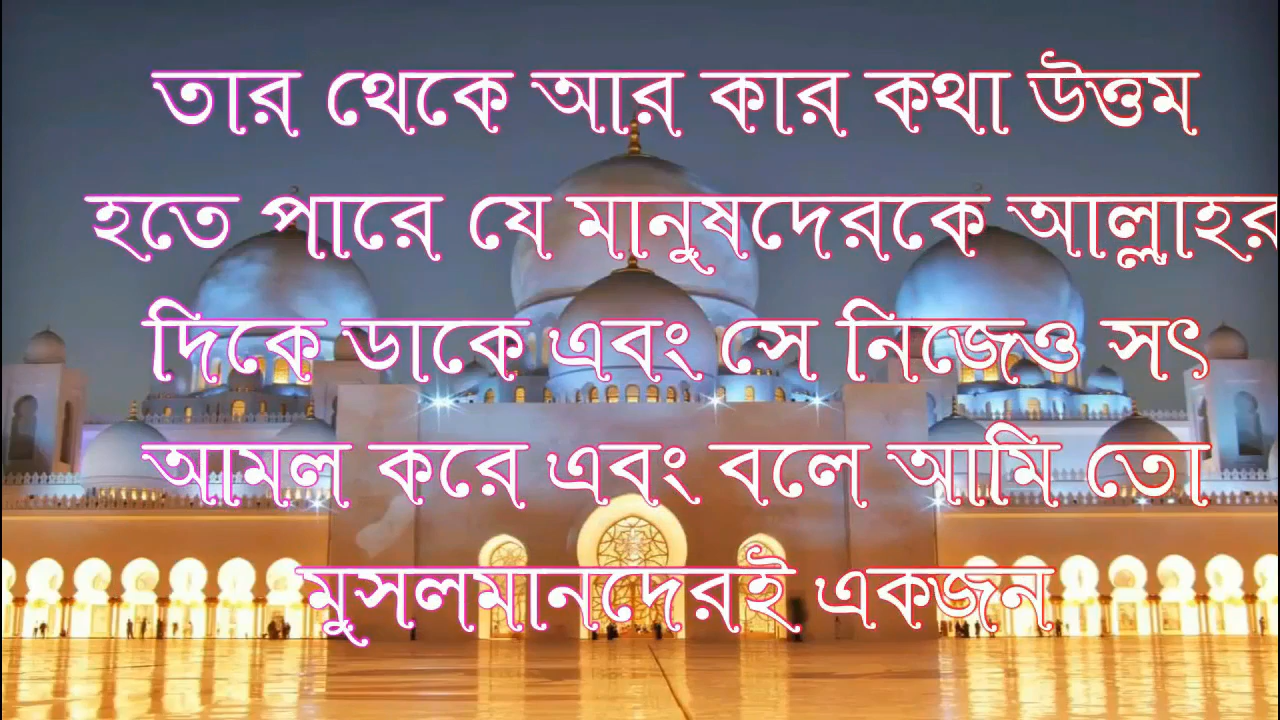 তার থেকে আর কার কথা উত্তম
হতে পারে যে মানুষদেরকে আল্লাহর
দিকে ডাকে এবং সে নিজেও সৎ
আমল করে এবং বলে আমি তো
মুসলমানদেরই একজন